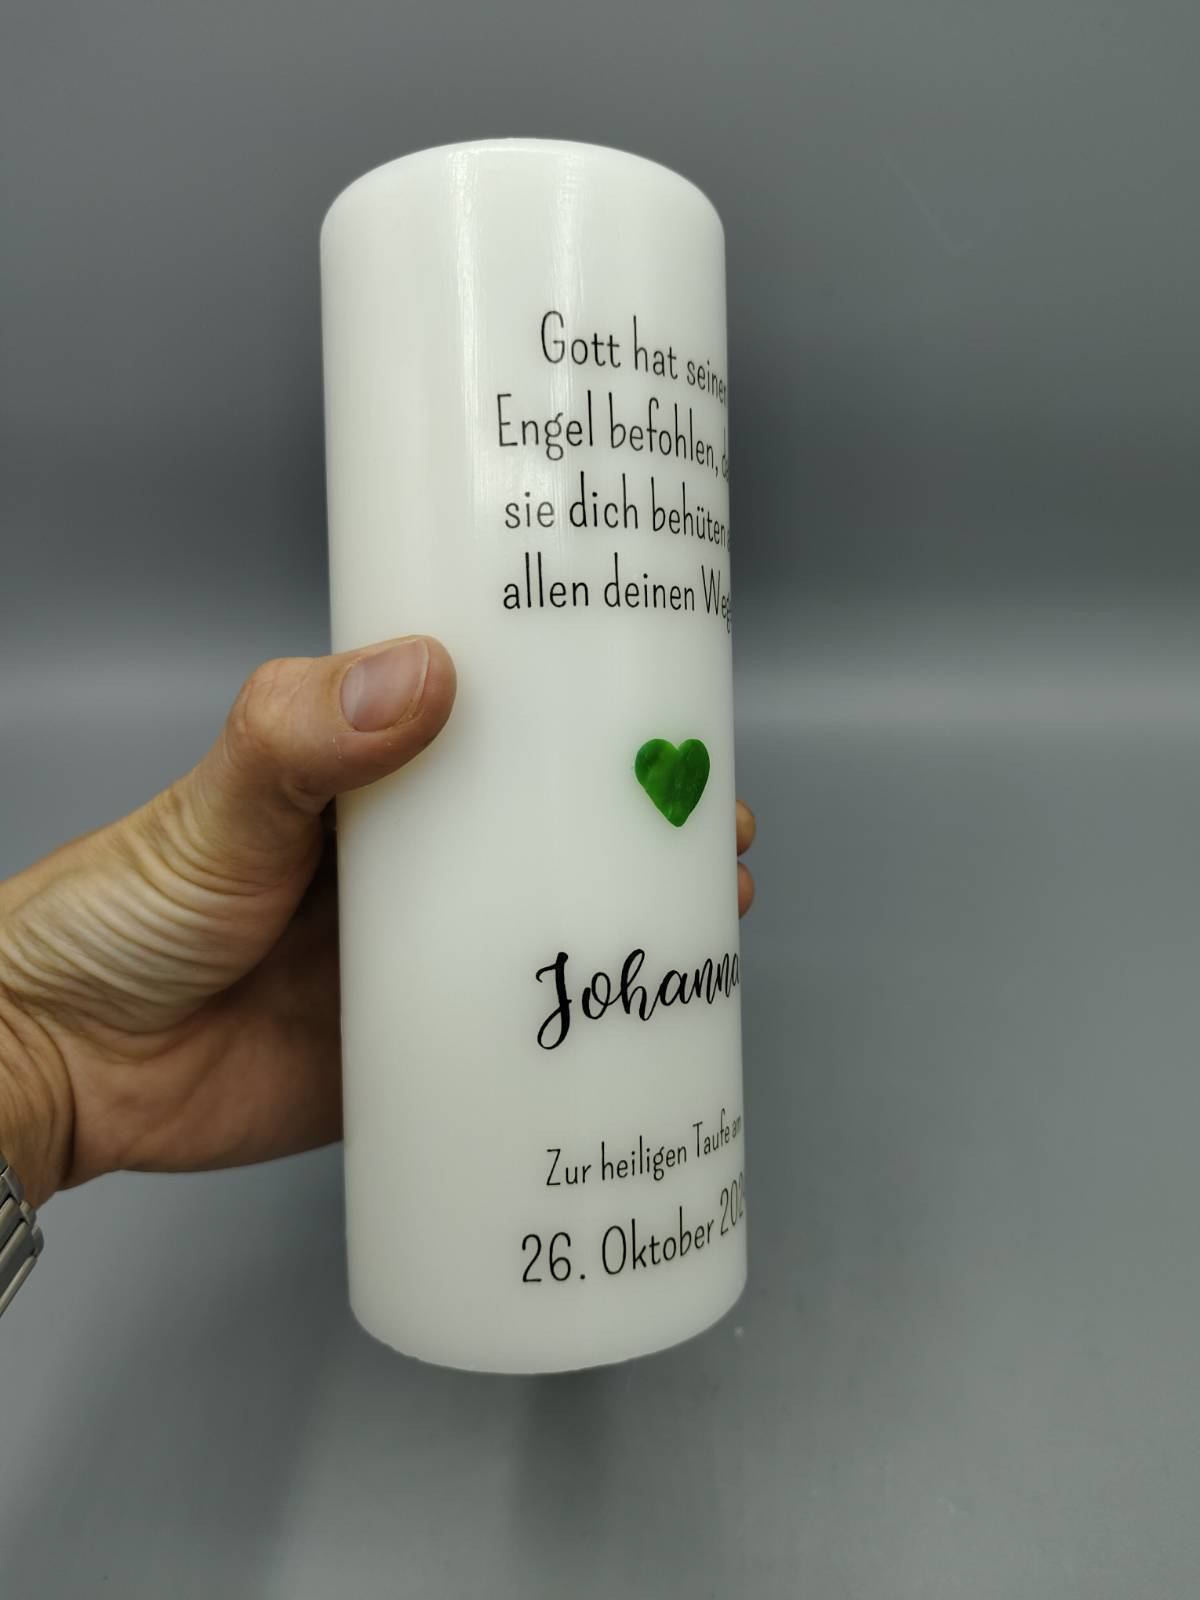 Gott hat seinen
Engel befohlen,
sie dich behüten
allen deinen
Johanna
Zur heiligen Taufe am
26. Oktober